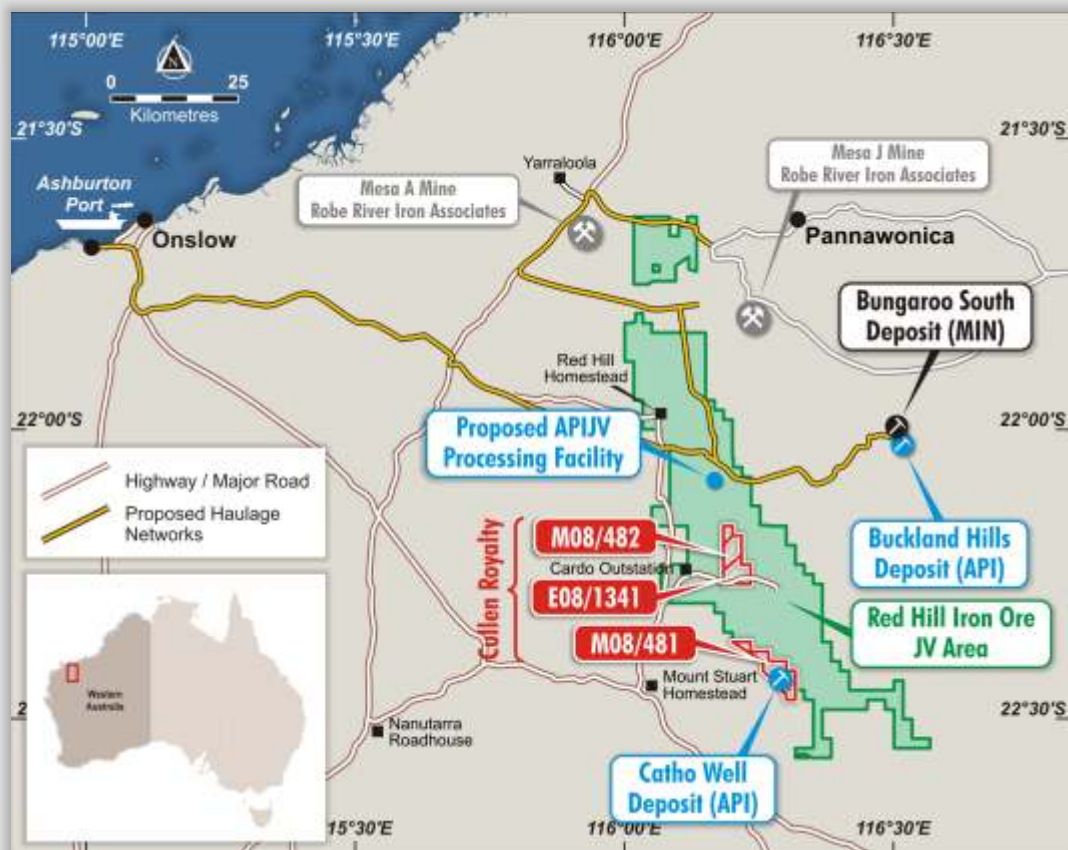 115°00'E
115°30'E
116°00'E
116°30'E
N
0 25
Kilometres
21°30'S
21°30'S
Yarraloola
Mesa A Mine
Robe River Iron Associates
Mesa J Mine
Robe River Iron Associates
Ashburton
Port
Onslow
Pannawonica
Bungaroo South
Deposit (MIN)
Red Hill
Homestead
22°00'S
22°00'S
Proposed APIJV
Processing Facility
Highway / Major Road
Proposed Haulage
Networks
Buckland Hills
Deposit (API)
Cullen Royalty
M08/482
Cardo Outstation
E08/1341
M08/481
Red Hill Iron Ore
JV Area
Mount Stuart
Homestead
Nanutarra
Roadhouse
22°30'S
Catho Well
Deposit (API)
Western
Australia
115°30'E
116°00'E
116°30'E